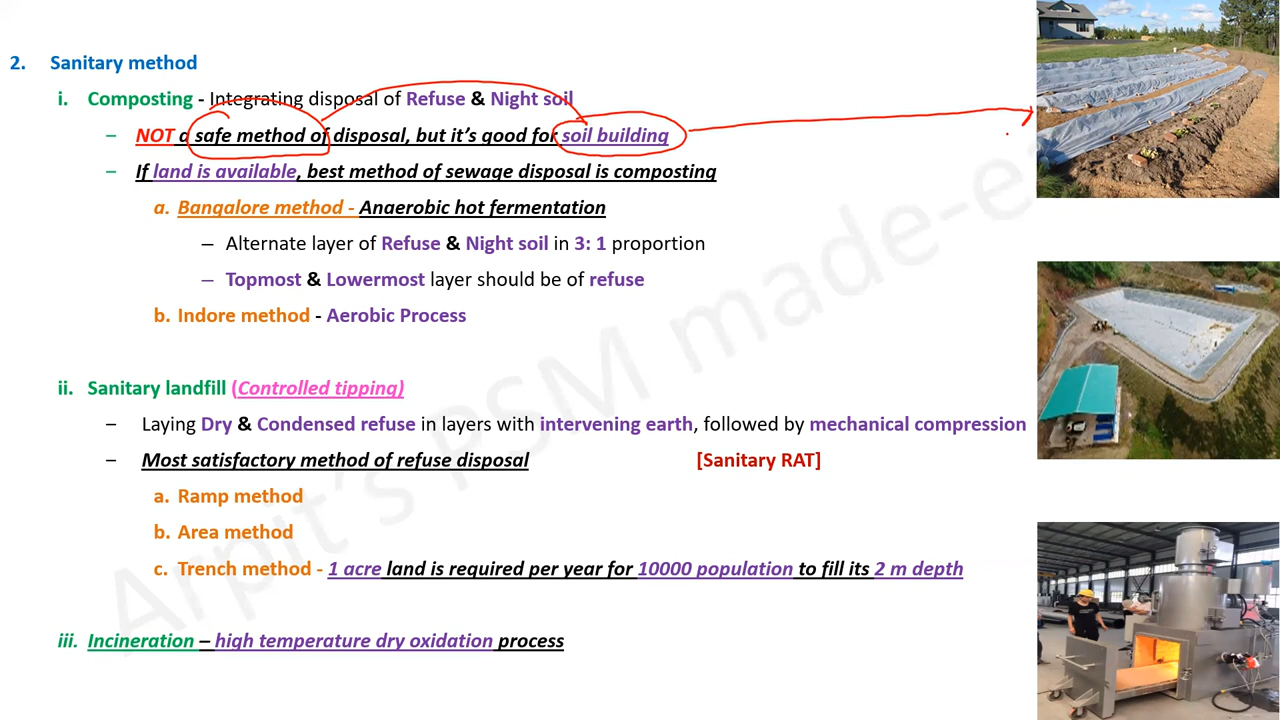 2. Sanitary method
i. Composting - Integrating disposal of Refuse & Night soil
– NOT a safe method of disposal, but it's good for soil building
– If land is available, best method of sewage disposal is composting
a. Bangalore method - Anaerobic hot fermentation
– Alternate layer of Refuse & Night soil in 3: 1 proportion
– Topmost & Lowermost layer should be of refuse
b. Indore method - Aerobic Process
ii. Sanitary landfill (Controlled tipping)
– Laying Dry & Condensed refuse in layers with intervening earth, followed by mechanical compression
– Most satisfactory method of refuse disposal [Sanitary RAT]
a. Ramp method
b. Area method
c. Trench method - 1 acre land is required per year for 10000 population to fill its 2 m depth
iii. Incineration – high temperature dry oxidation process
Arpit's PSM made-ea